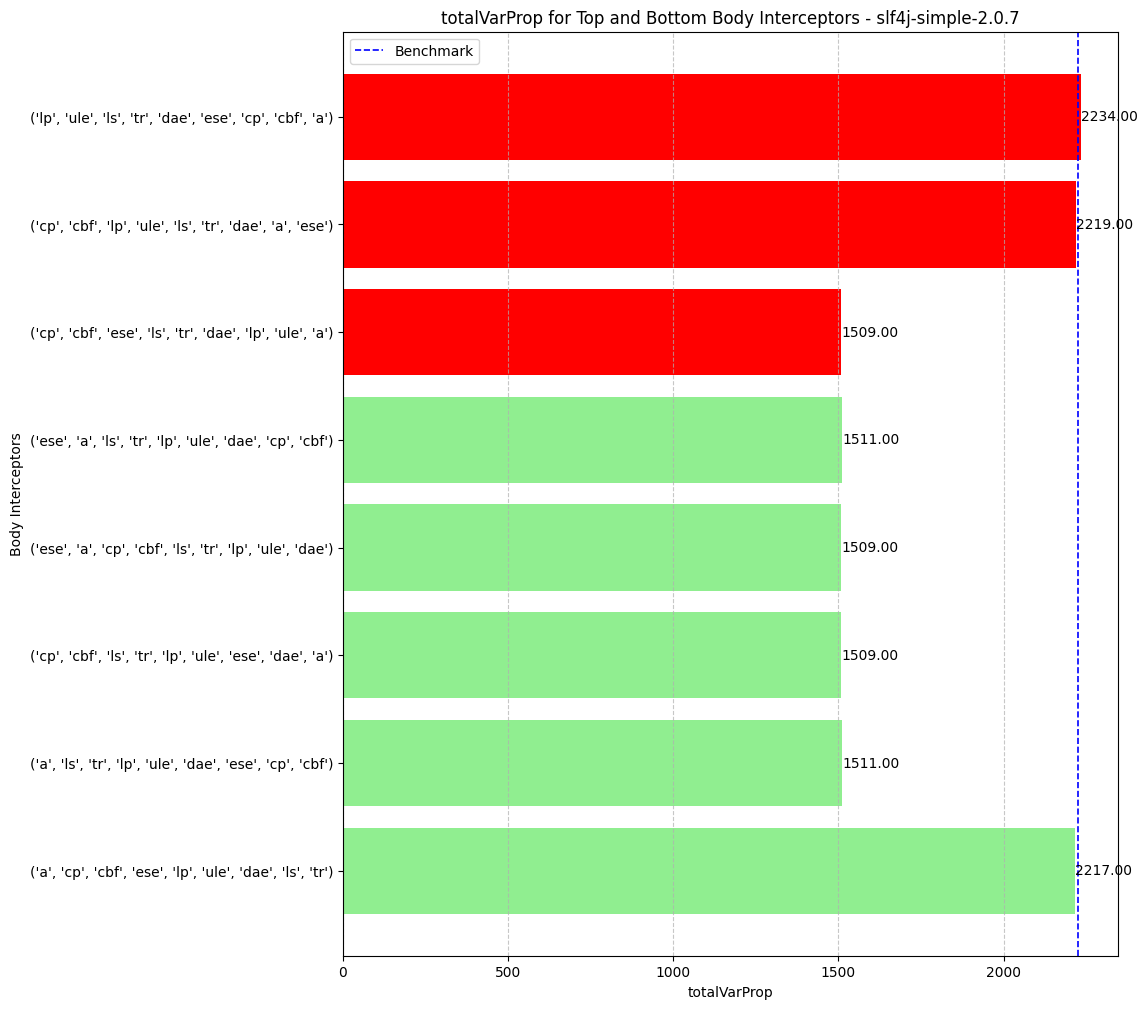 totalVarProp for Top and Bottom Body Interceptors - slf4j-simple-2.0.7
Benchmark
('lp', 'ule', 'ls', 'tr', 'dae', 'ese', 'cp', 'cbf', 'a')
2234.00
('cp', 'cbf', 'lp', 'ule', 'ls', 'tr', 'dae', 'a', 'ese')
2219.00
('cp', 'cbf', 'ese', 'ls', 'tr', 'dae', 'lp', 'ule', 'a')
1509.00
('ese', 'a', 'ls', 'tr', 'lp', 'ule', 'dae', 'cp', 'cbf')
1511.00
('ese', 'a', 'cp', 'cbf', 'ls', 'tr', 'lp', 'ule', 'dae')
1509.00
('cp', 'cbf', 'ls', 'tr', 'lp', 'ule', 'ese', 'dae', 'a')
1509.00
('a', 'ls', 'tr', 'lp', 'ule', 'dae', 'ese', 'cp', 'cbf')
1511.00
('a', 'cp', 'cbf', 'ese', 'lp', 'ule', 'dae', 'ls', 'tr')
2217.00
Body Interceptors
0 500 1000 1500 2000
totalVarProp